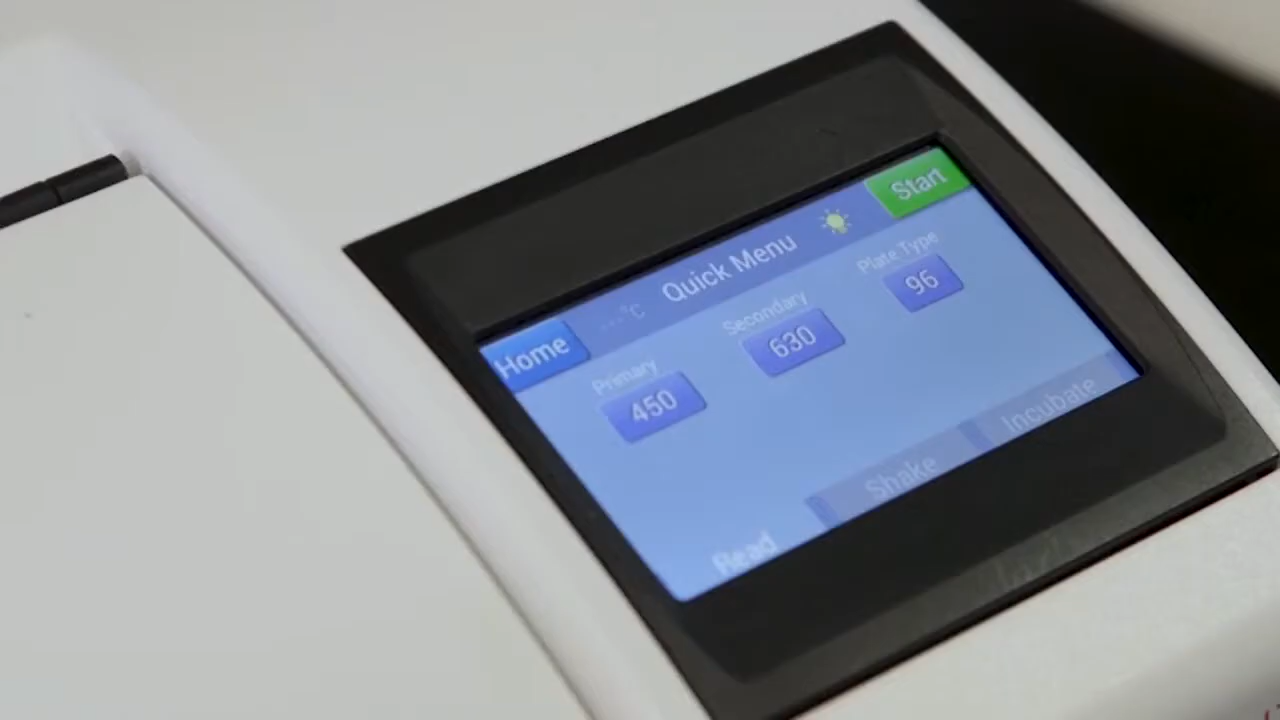 Home
---°C
Quick Menu
Start
Primary
450
Secondary
630
Plate Type
96
Read
Shake
Incubate